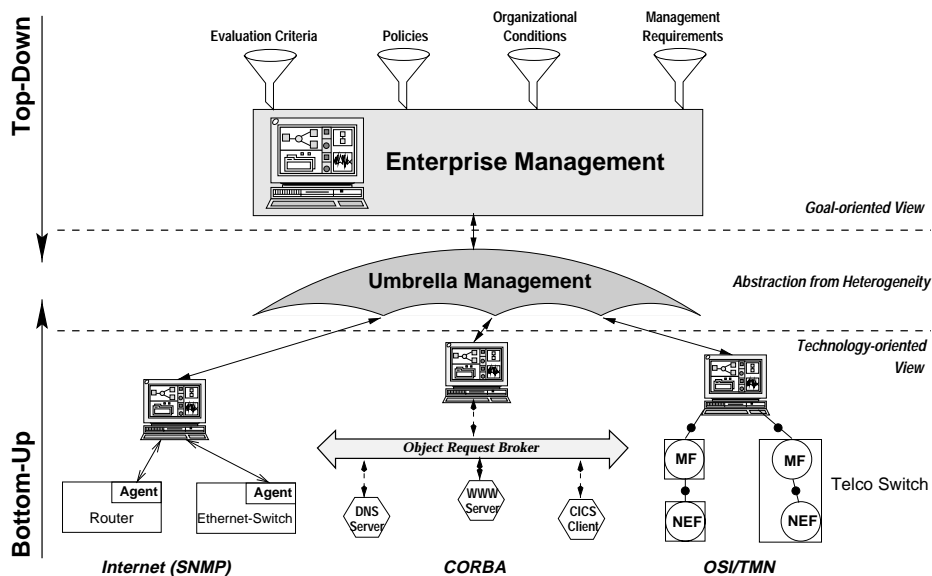 Top-Down
Evaluation Criteria
Policies
Organizational
Conditions
Management
Requirements
Enterprise Management
Goal-oriented View
Umbrella Management
Abstraction from Heterogeneity
Technology-oriented
View
Bottom-Up
Object Request Broker
Agent
Router
Agent
Ethernet-Switch
DNS
Server
WWW
Server
CICS
Client
MF
NEF
MF
NEF
Telco Switch
Internet (SNMP)
CORBA
OSI/TMN